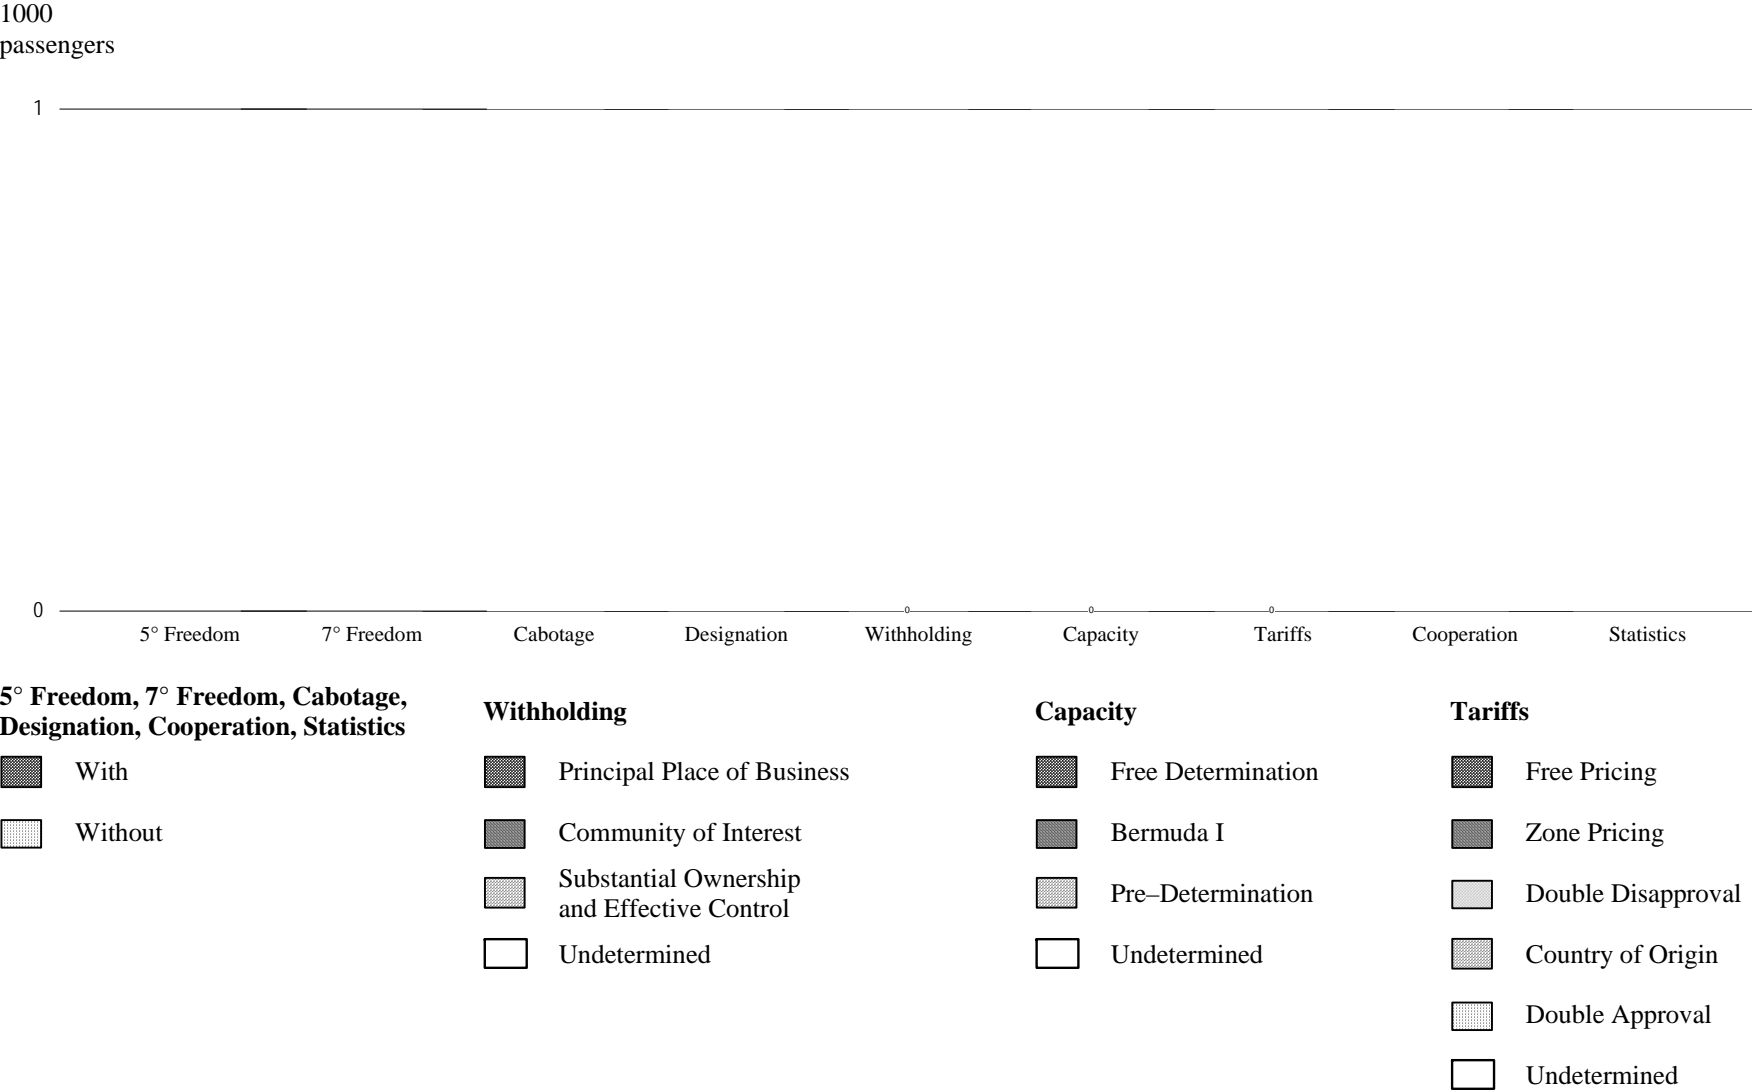 1000
passengers
1
0
0 0 0
5° Freedom 7° Freedom Cabotage Designation Withholding Capacity Tariffs Cooperation Statistics
5° Freedom, 7° Freedom, Cabotage,
Designation, Cooperation, Statistics
With
Without
Withholding
Principal Place of Business
Community of Interest
Substantial Ownership
and Effective Control
Undetermined
Capacity
Free Determination
Bermuda I
Pre–Determination
Undetermined
Tariffs
Free Pricing
Zone Pricing
Double Disapproval
Country of Origin
Double Approval
Undetermined